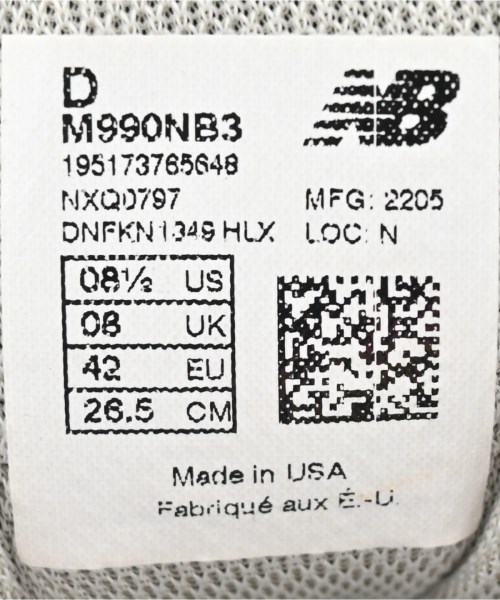 D
M990NB3
195173765648
NXQ0797 MFG: 2205
DNFKN1349 HLX LOC: N
08½ US
08 UK
42 EU
26.5 CM
Made in USA
Fabriqué aux É.-U.